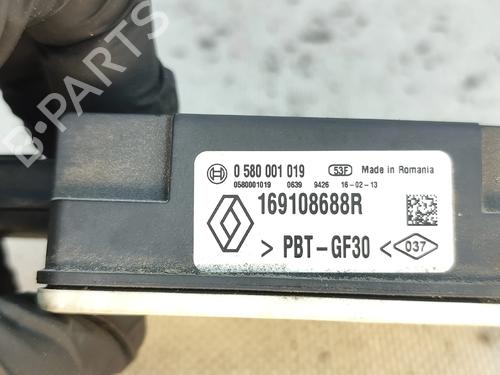 B-Parts
0 580 001 019 53F Made in Romania
0580001019 0639 9426 16-02-13
169108688R
> PBT-GF30 < 037